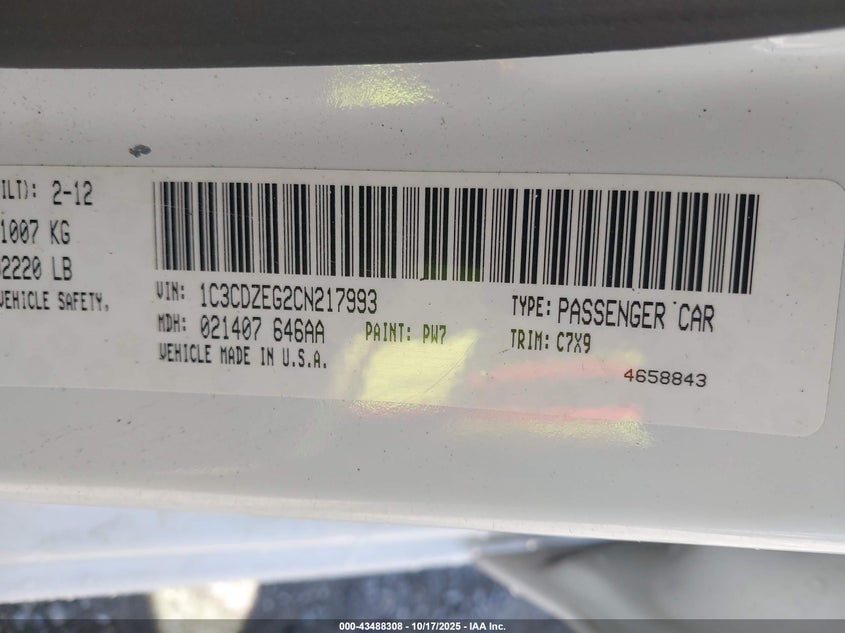 ILT): 2-12
1007 KG
2220 LB
VEHICLE SAFETY,
VIN: 1C3CDZEG2CN217993
TYPE: PASSENGER CAR
MDH: 021407 646AA
PAINT: PW7
TRIM: C7X9
VEHICLE MADE IN U.S.A.
4658843
000-43488308 - 10/17/2025 - IAA Inc.